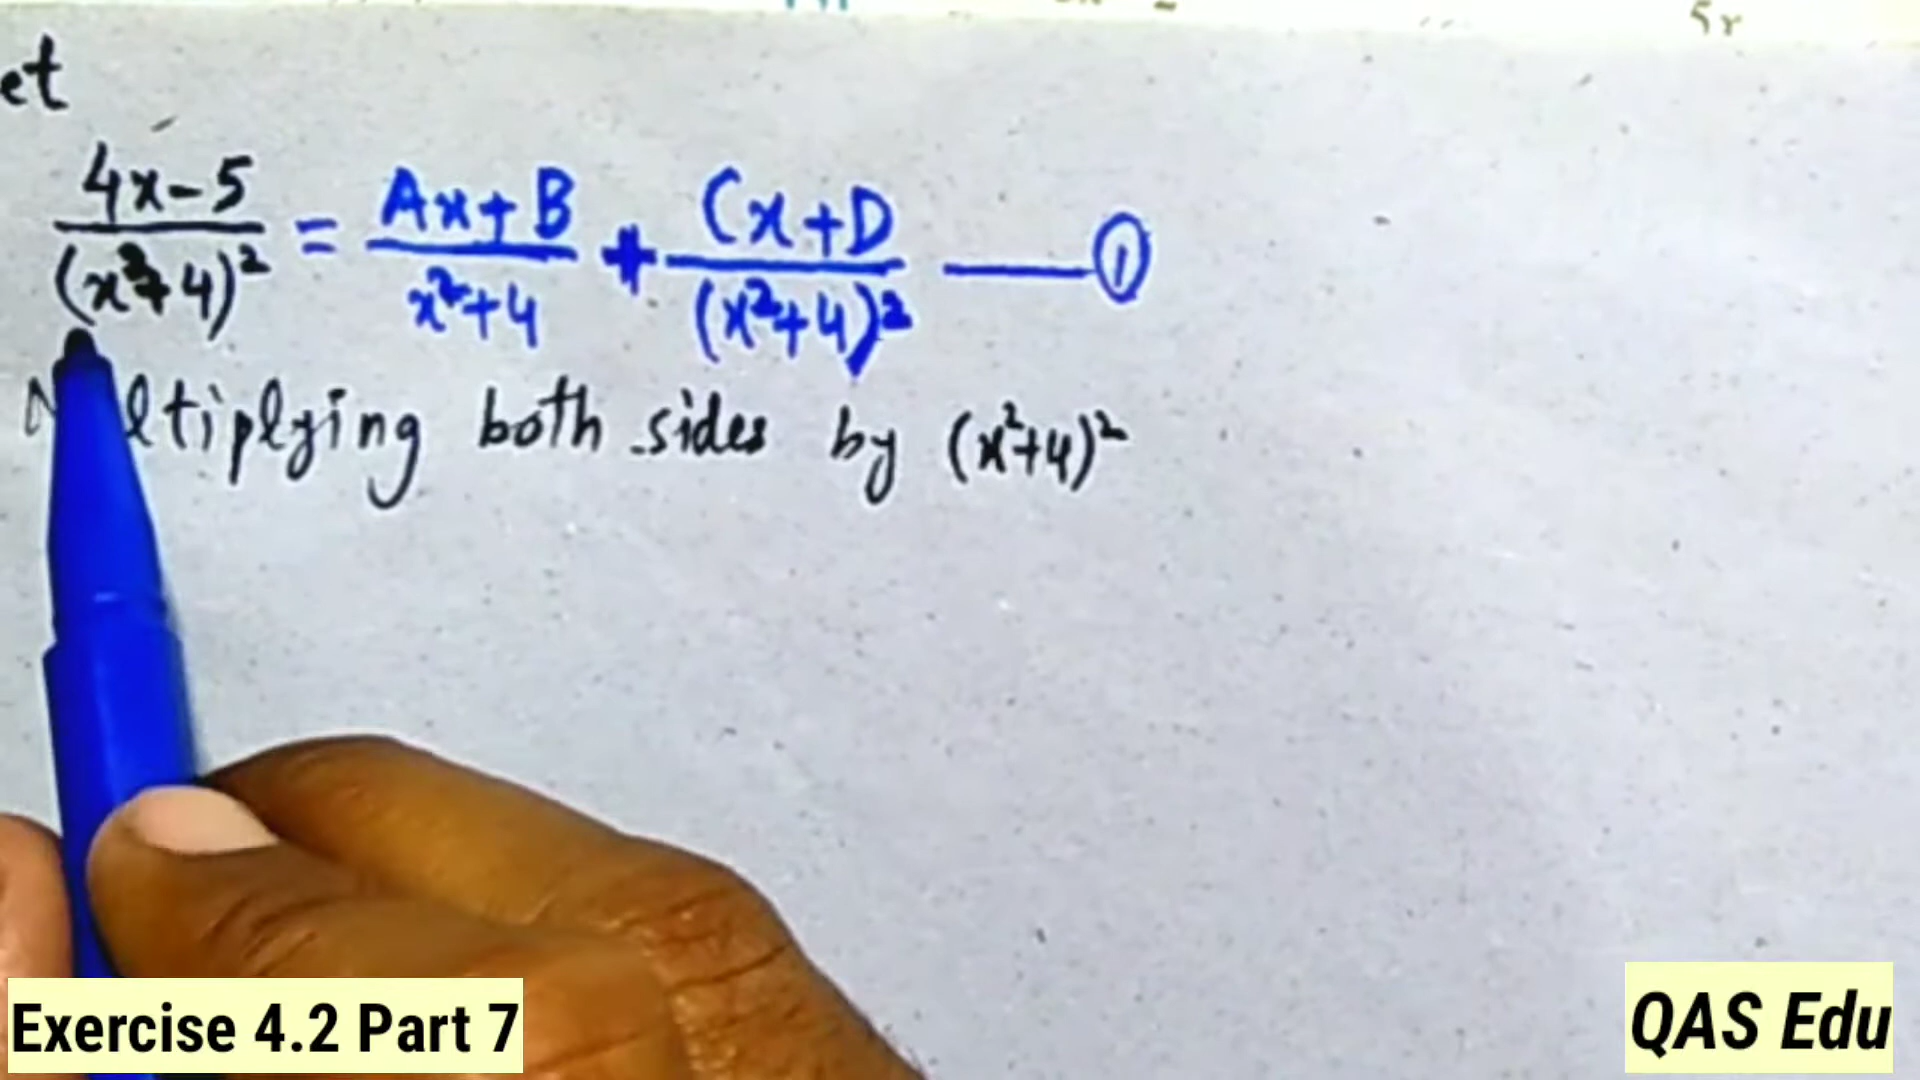 et
4x-5/(x²+4)² = Ax+B/x²+4 + Cx+D/(x²+4)² —— ①
Multiplying both sides by (x²+4)²
Exercise 4.2 Part 7
QAS Edu